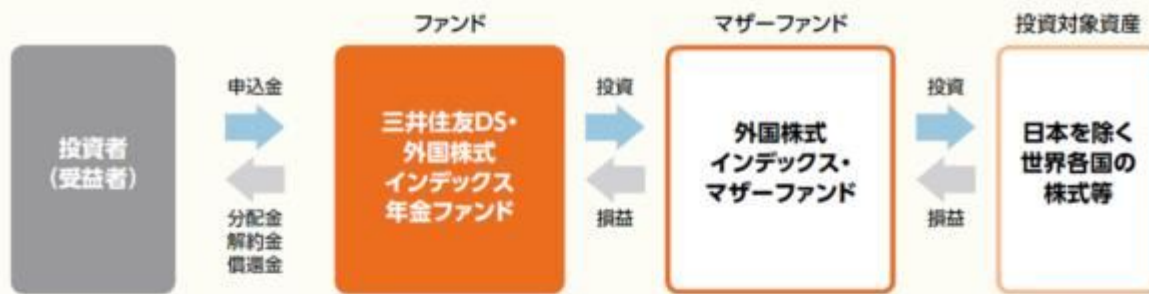 ファンド
マザーファンド
投資対象資産
投資者
(受益者)
申込金
分配金
解約金
償還金
三井住友DS・
外国株式
インデックス
年金ファンド
投資
損益
外国株式
インデックス・
マザーファンド
投資
損益
日本を除く
世界各国の
株式等